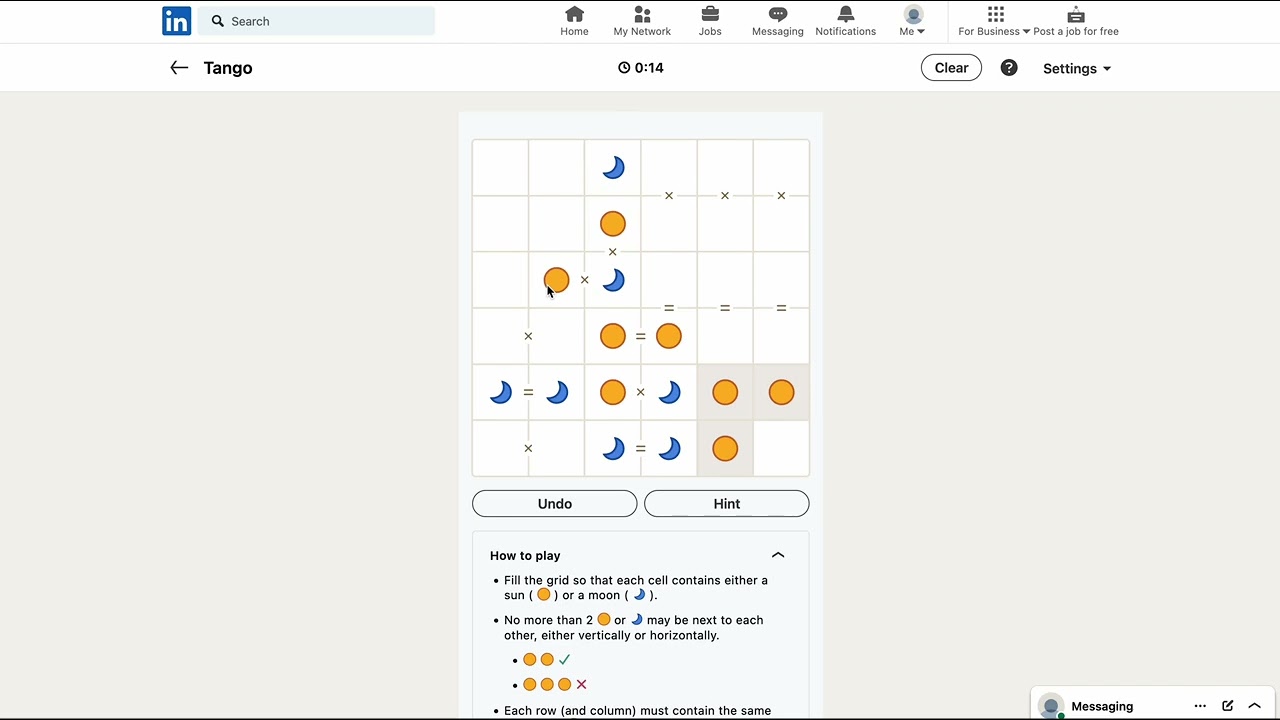 in
Search
Home
My Network
Jobs
Messaging
Notifications
Me
For Business
Post a job for free
Tango
0:14
Clear
?
Settings
× × ×
×
×
= = =
× =
= ×
× =
Undo
Hint
How to play
• Fill the grid so that each cell contains either a
sun ( ) or a moon ( ).
• No more than 2 or may be next to each
other, either vertically or horizontally.
• Each row (and column) must contain the same
Messaging